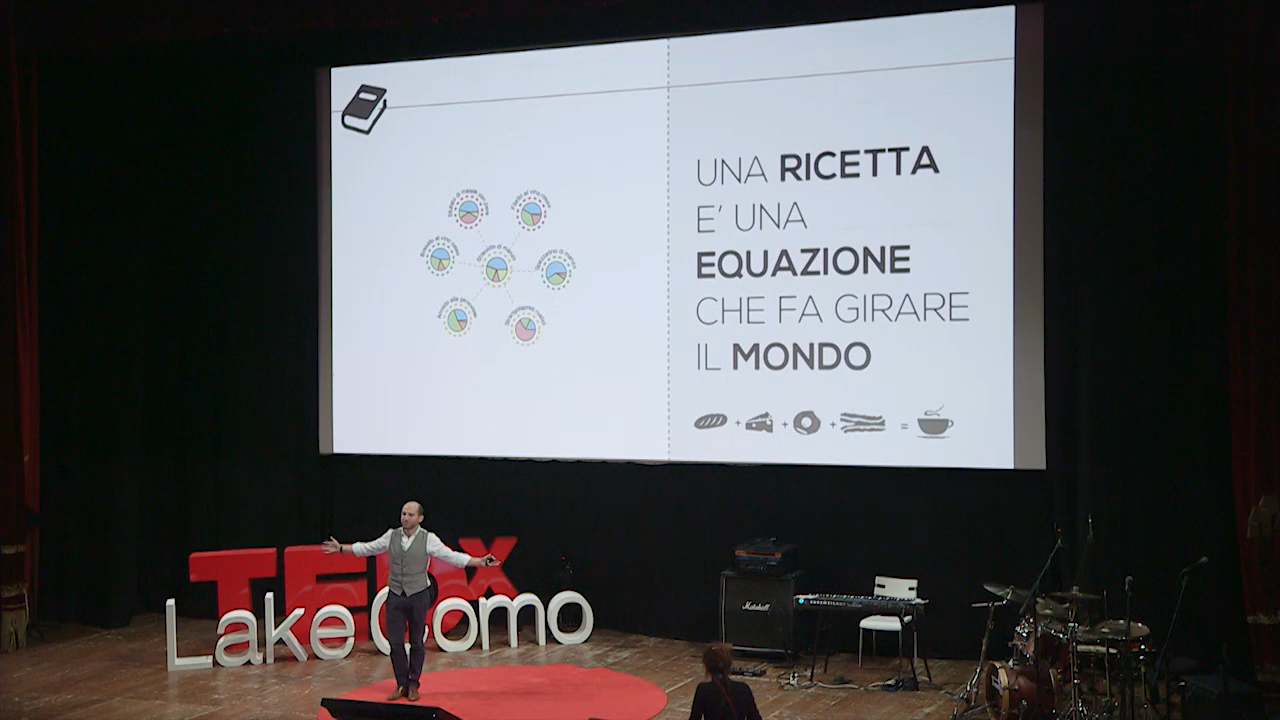 UNA RICETTA
E' UNA
EQUAZIONE
CHE FA GIRARE
IL MONDO
+ + + =
TEDx
Lake Como
Marshall